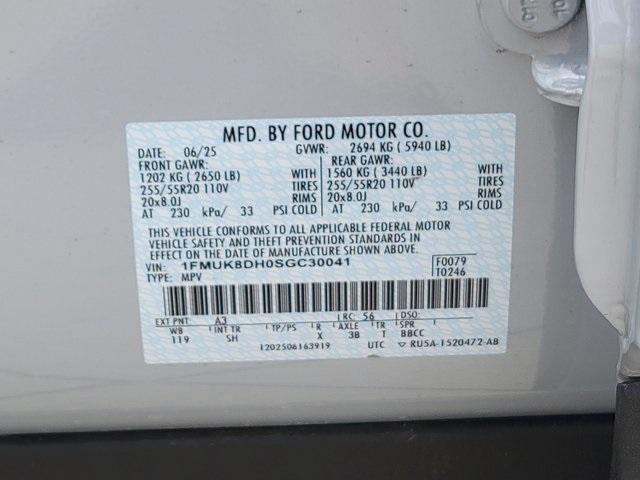 MFD. BY FORD MOTOR CO.
DATE: 06/25 GVWR: 2694 KG ( 5940 LB)
FRONT GAWR: REAR GAWR:
1202 KG ( 2650 LB) WITH 1560 KG ( 3440 LB) WITH
255/55R20 110V TIRES 255/55R20 110V TIRES
20x8.0J RIMS 20x8.0J RIMS
AT 230 kPa/ 33 PSI COLD AT 230 kPa/ 33 PSI COLD
THIS VEHICLE CONFORMS TO ALL APPLICABLE FEDERAL MOTOR
VEHICLE SAFETY AND THEFT PREVENTION STANDARDS IN
EFFECT ON THE DATE OF MANUFACTURE SHOWN ABOVE.
VIN: 1FMUK8DH0SGC30041 F0079
TYPE: MPV T0246
EXT PNT: A3 RC: 56 DSO:
WB INT TR TP/PS R AXLE TR SPR
119 SH X 3B T BBCC
1202506163919 UTC RU5A-1520472-AB